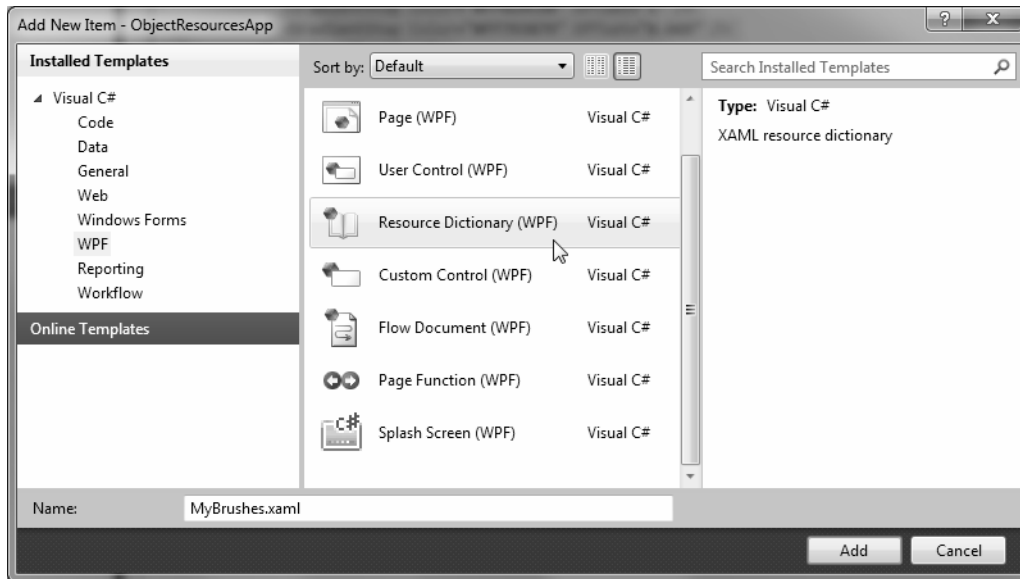 Add New Item - ObjectResourcesApp
Installed Templates
Visual C#
Code
Data
General
Web
Windows Forms
WPF
Reporting
Workflow
Online Templates
Sort by: Default
Search Installed Templates
Page (WPF) Visual C#
User Control (WPF) Visual C#
Resource Dictionary (WPF) Visual C#
Custom Control (WPF) Visual C#
Flow Document (WPF) Visual C#
Page Function (WPF) Visual C#
C# Splash Screen (WPF) Visual C#
Type: Visual C#
XAML resource dictionary
Name: MyBrushes.xaml
Add Cancel